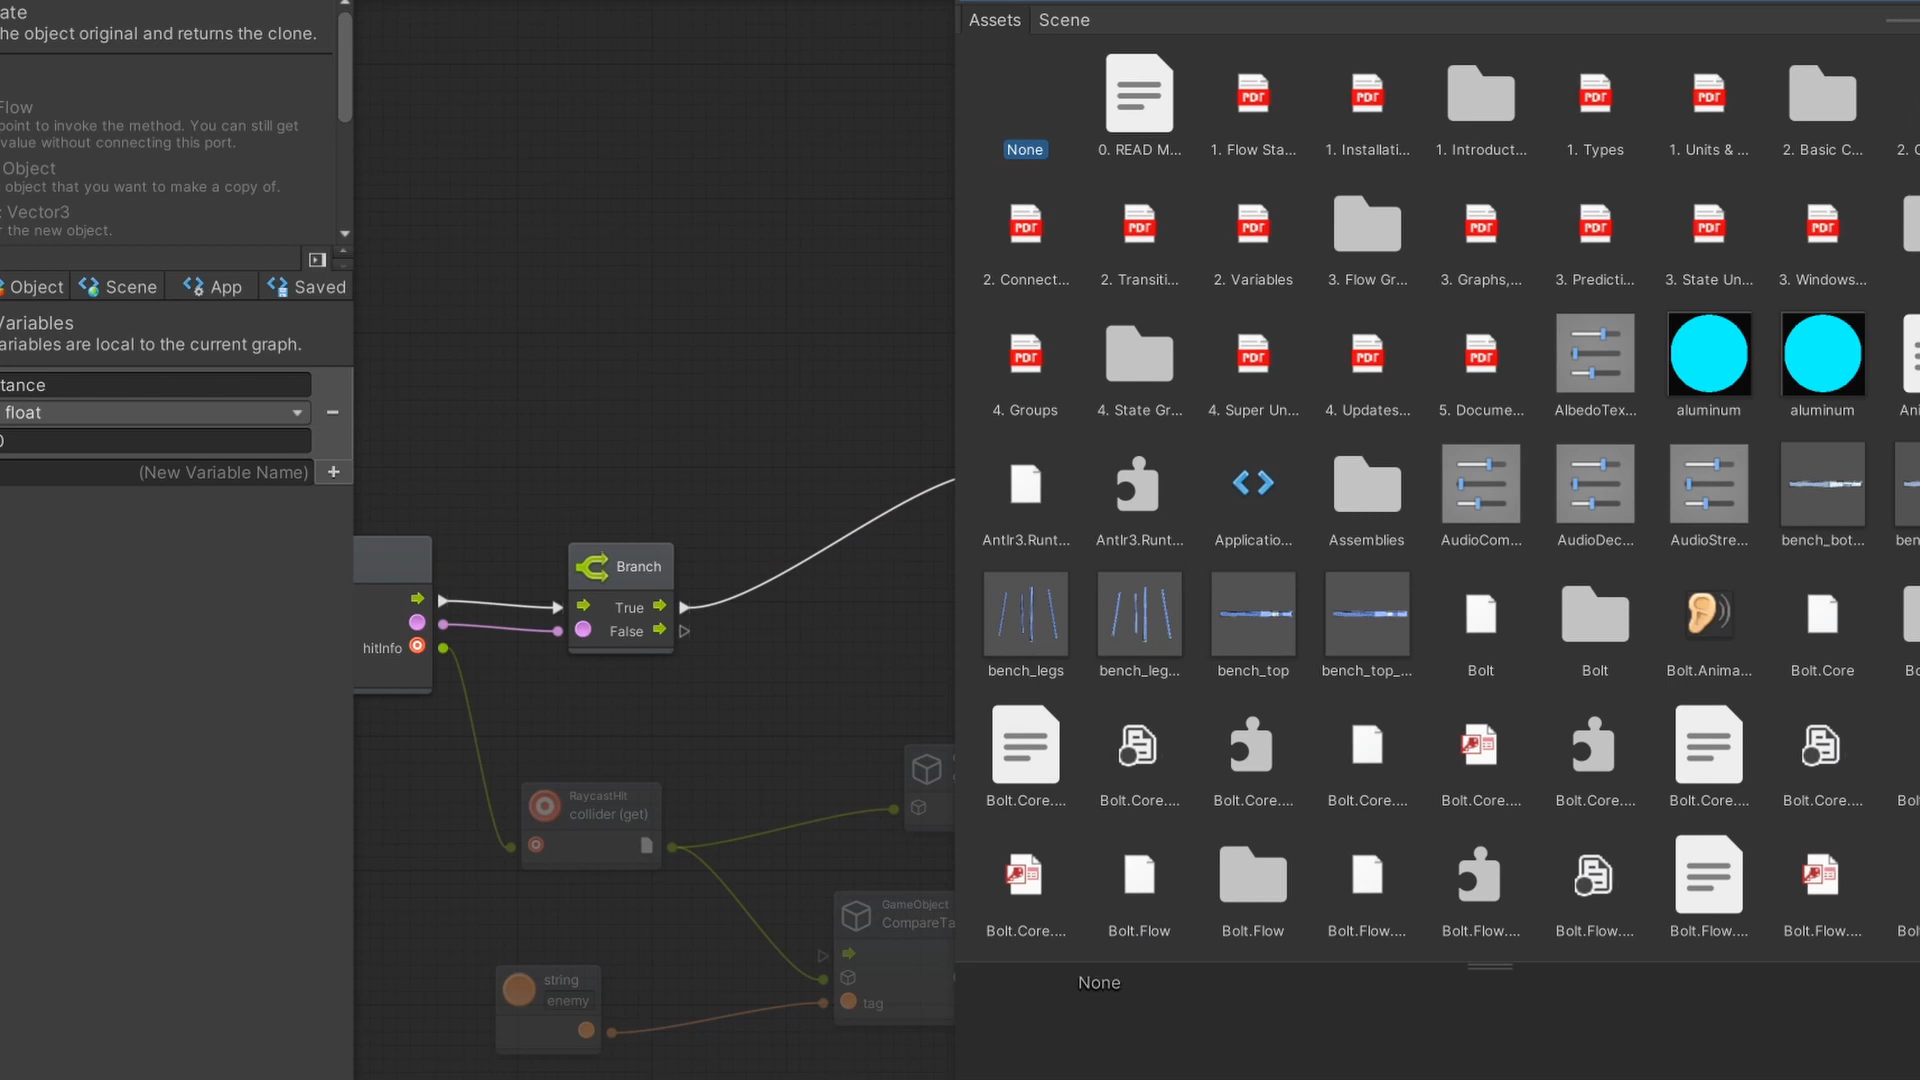 ate
he object original and returns the clone.
Flow
point to invoke the method. You can still get
value without connecting this port.
Object
object that you want to make a copy of.
: Vector3
r the new object.
Object
Scene
App
Saved
Variables
ariables are local to the current graph.
tance
float
0
(New Variable Name)
hitInfo
Branch
True
False
RaycastHit
collider (get)
string
enemy
GameObject
CompareTa
tag
Assets
Scene
None
0. READ M...
1. Flow Sta...
1. Installati...
1. Introduct...
1. Types
1. Units & ...
2. Basic C...
2. C
2. Connect...
2. Transiti...
2. Variables
3. Flow Gr...
3. Graphs,...
3. Predicti...
3. State Un...
3. Windows...
4. Groups
4. State Gr...
4. Super Un...
4. Updates...
5. Docume...
AlbedoTex...
aluminum
aluminum
Ani
Antlr3.Runt...
Antlr3.Runt...
Applicatio...
Assemblies
AudioCom...
AudioDec...
AudioStre...
bench_bot...
ben
bench_legs
bench_leg...
bench_top
bench_top_...
Bolt
Bolt
Bolt.Anima...
Bolt.Core
Bo
Bolt.Core....
Bolt.Core....
Bolt.Core....
Bolt.Core....
Bolt.Core....
Bolt.Core....
Bolt.Core....
Bolt.Core....
Bol
Bolt.Core....
Bolt.Flow
Bolt.Flow
Bolt.Flow....
Bolt.Flow....
Bolt.Flow....
Bolt.Flow....
Bolt.Flow....
Bol
None